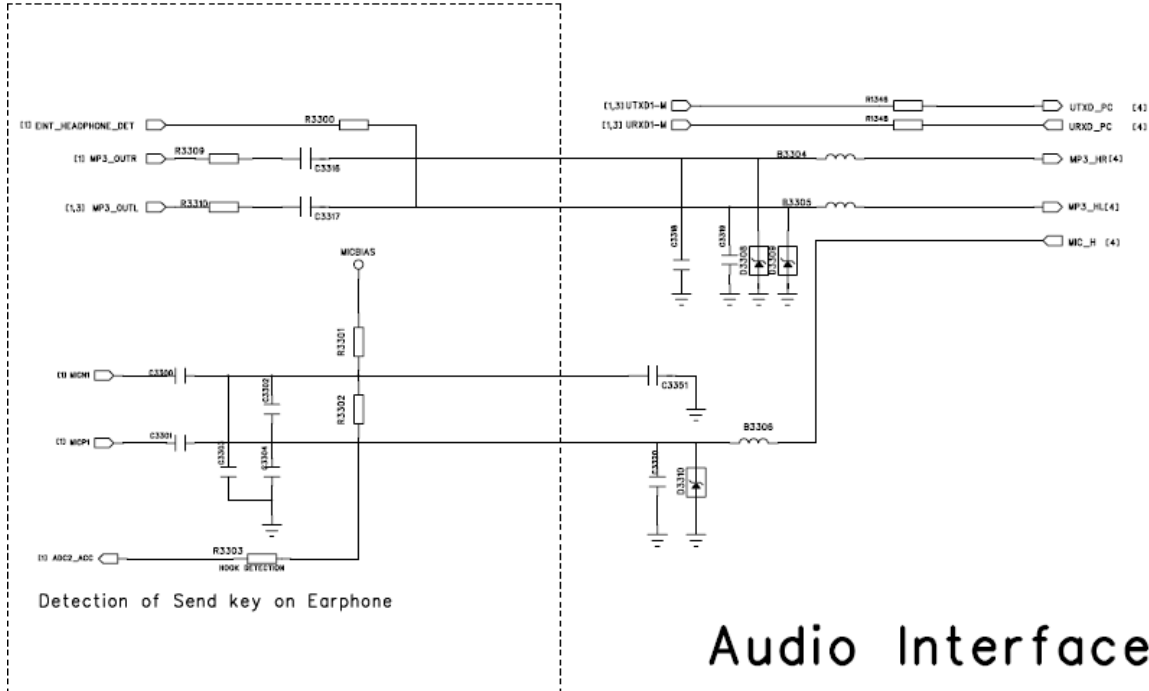 [1,3] UTXD1-M R1346 UTXD_PC [4]
[1,3] URXD1-M R1348 URXD_PC [4]
[1] EINT_HEADPHONE_DET R3300
[1] MP3_OUTR R3309 C3316 B3304 MP3_HR[4]
[1,3] MP3_OUTL R3310 C3317 B3305 MP3_HL[4]
C3318 C3319 D3308 D3309
MIC_H [4]
MICBIAS
R3301
[1] MICN1 C3300 C3302 C3351
R3302
[1] MICP1 C3301 B3306
C3303 C3304 C3320 D3310
[1] ADC2_ACC R3303
HOOK DETECTION
Detection of Send key on Earphone
Audio Interface